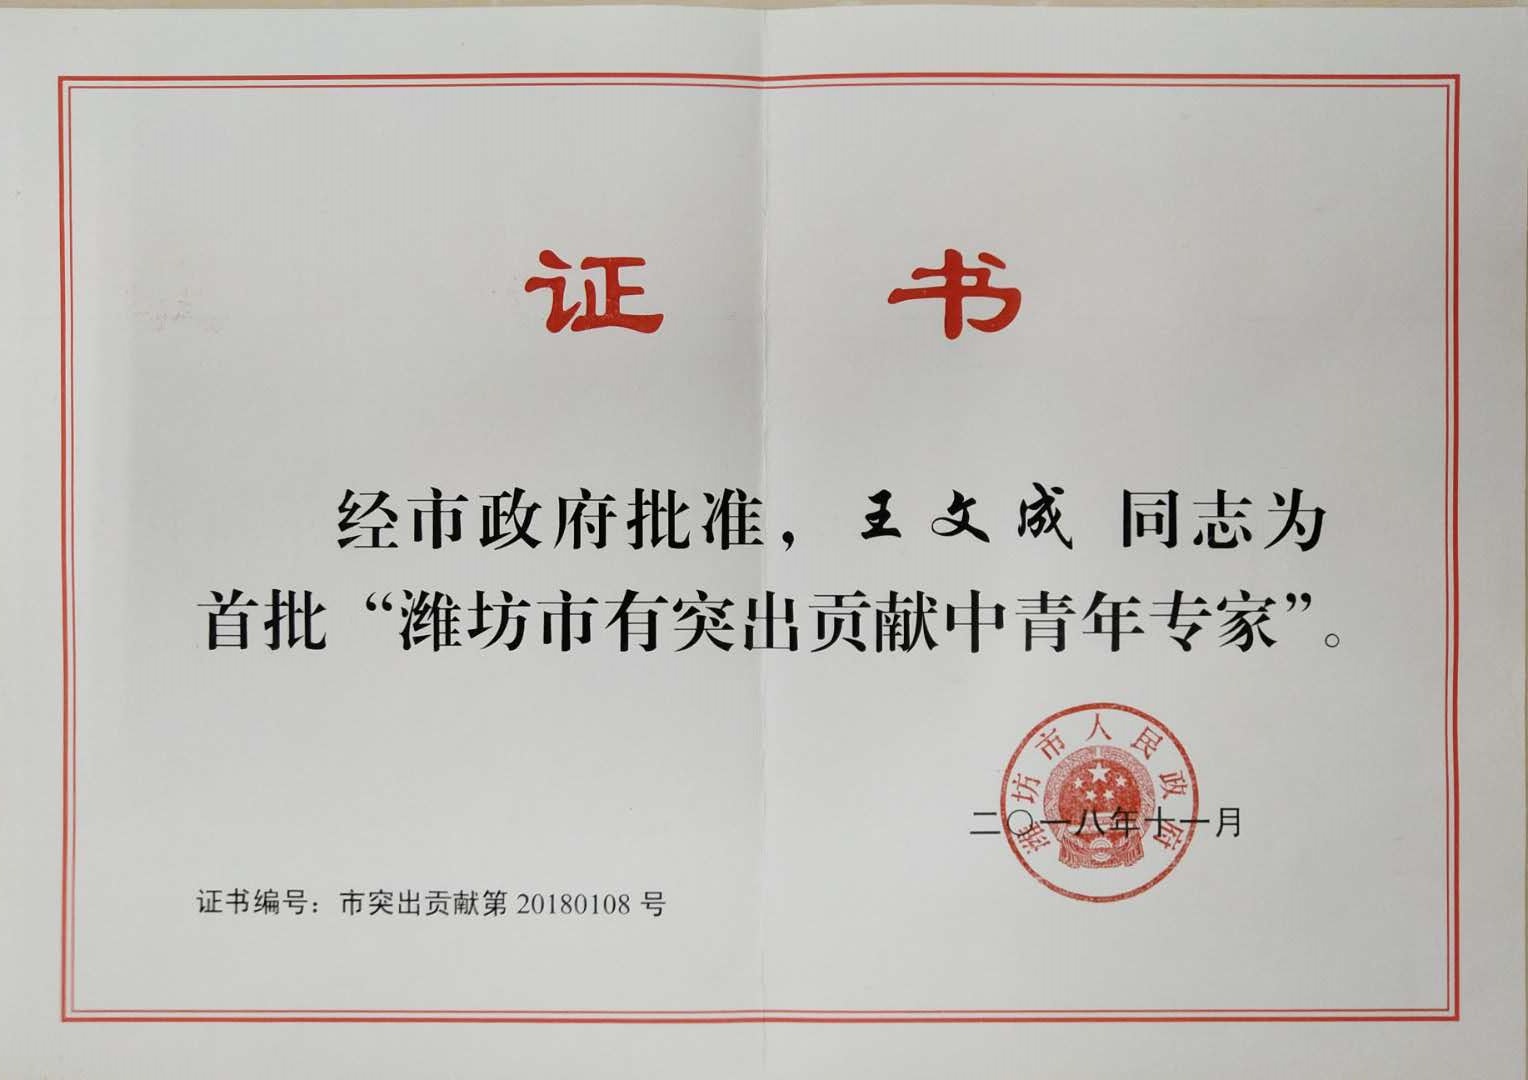 证 书
经市政府批准，王文成 同志为
首批“潍坊市有突出贡献中青年专家”。
潍坊市人民政府
二〇一八年十一月
证书编号：市突出贡献第 20180108 号